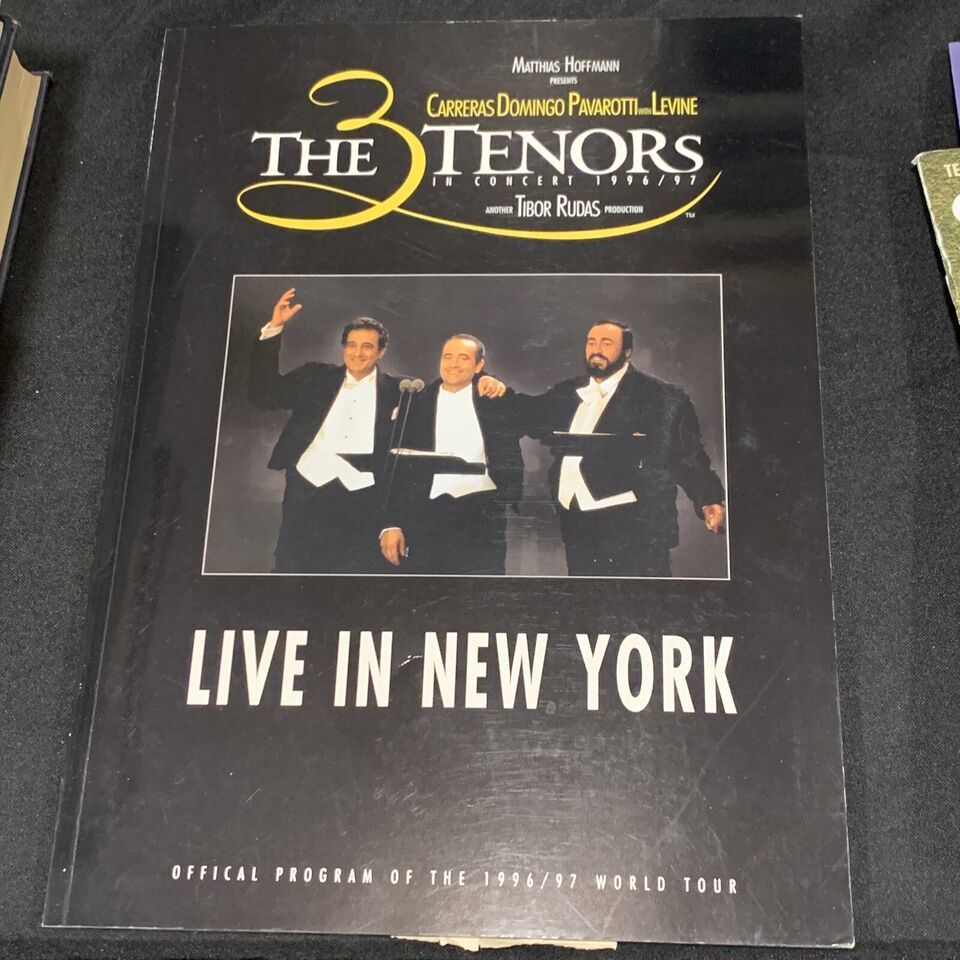 MATTHIAS HOFFMANN
PRESENTS
CARRERAS DOMINGO PAVAROTTI WITH LEVINE
THE 3 TENORS
IN CONCERT 1996/97
ANOTHER TIBOR RUDAS PRODUCTION
TM
LIVE IN NEW YORK
OFFICAL PROGRAM OF THE 1996/97 WORLD TOUR
TE